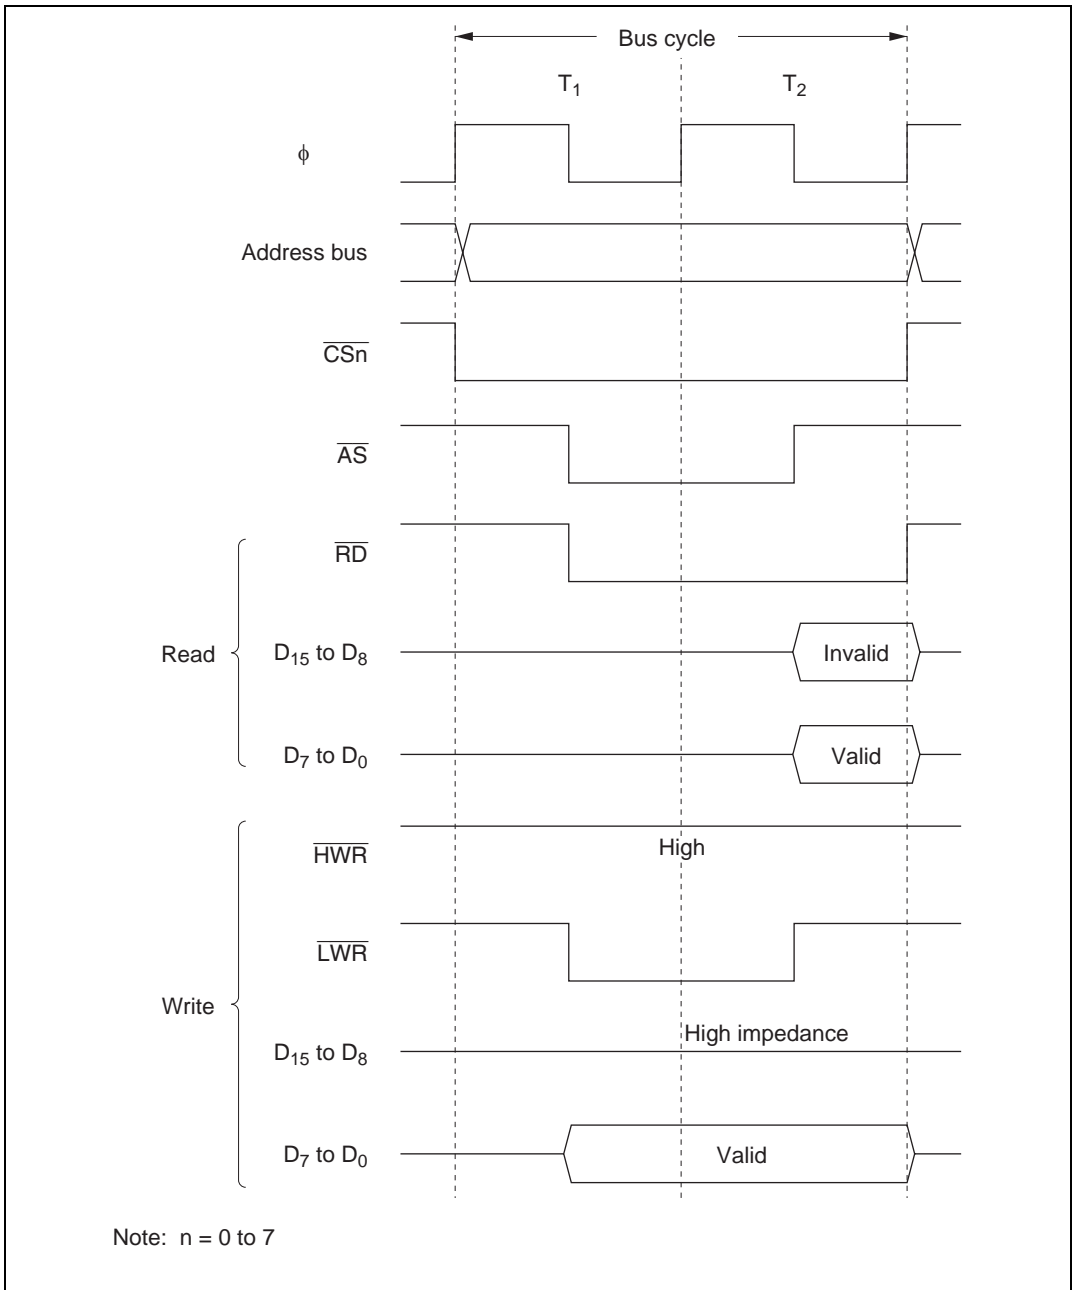 Bus cycle
T1 T2
ϕ
Address bus
CSn
AS
RD
Read
D15 to D8
Invalid
D7 to D0
Valid
HWR
High
LWR
Write
High impedance
D15 to D8
D7 to D0
Valid
Note: n = 0 to 7